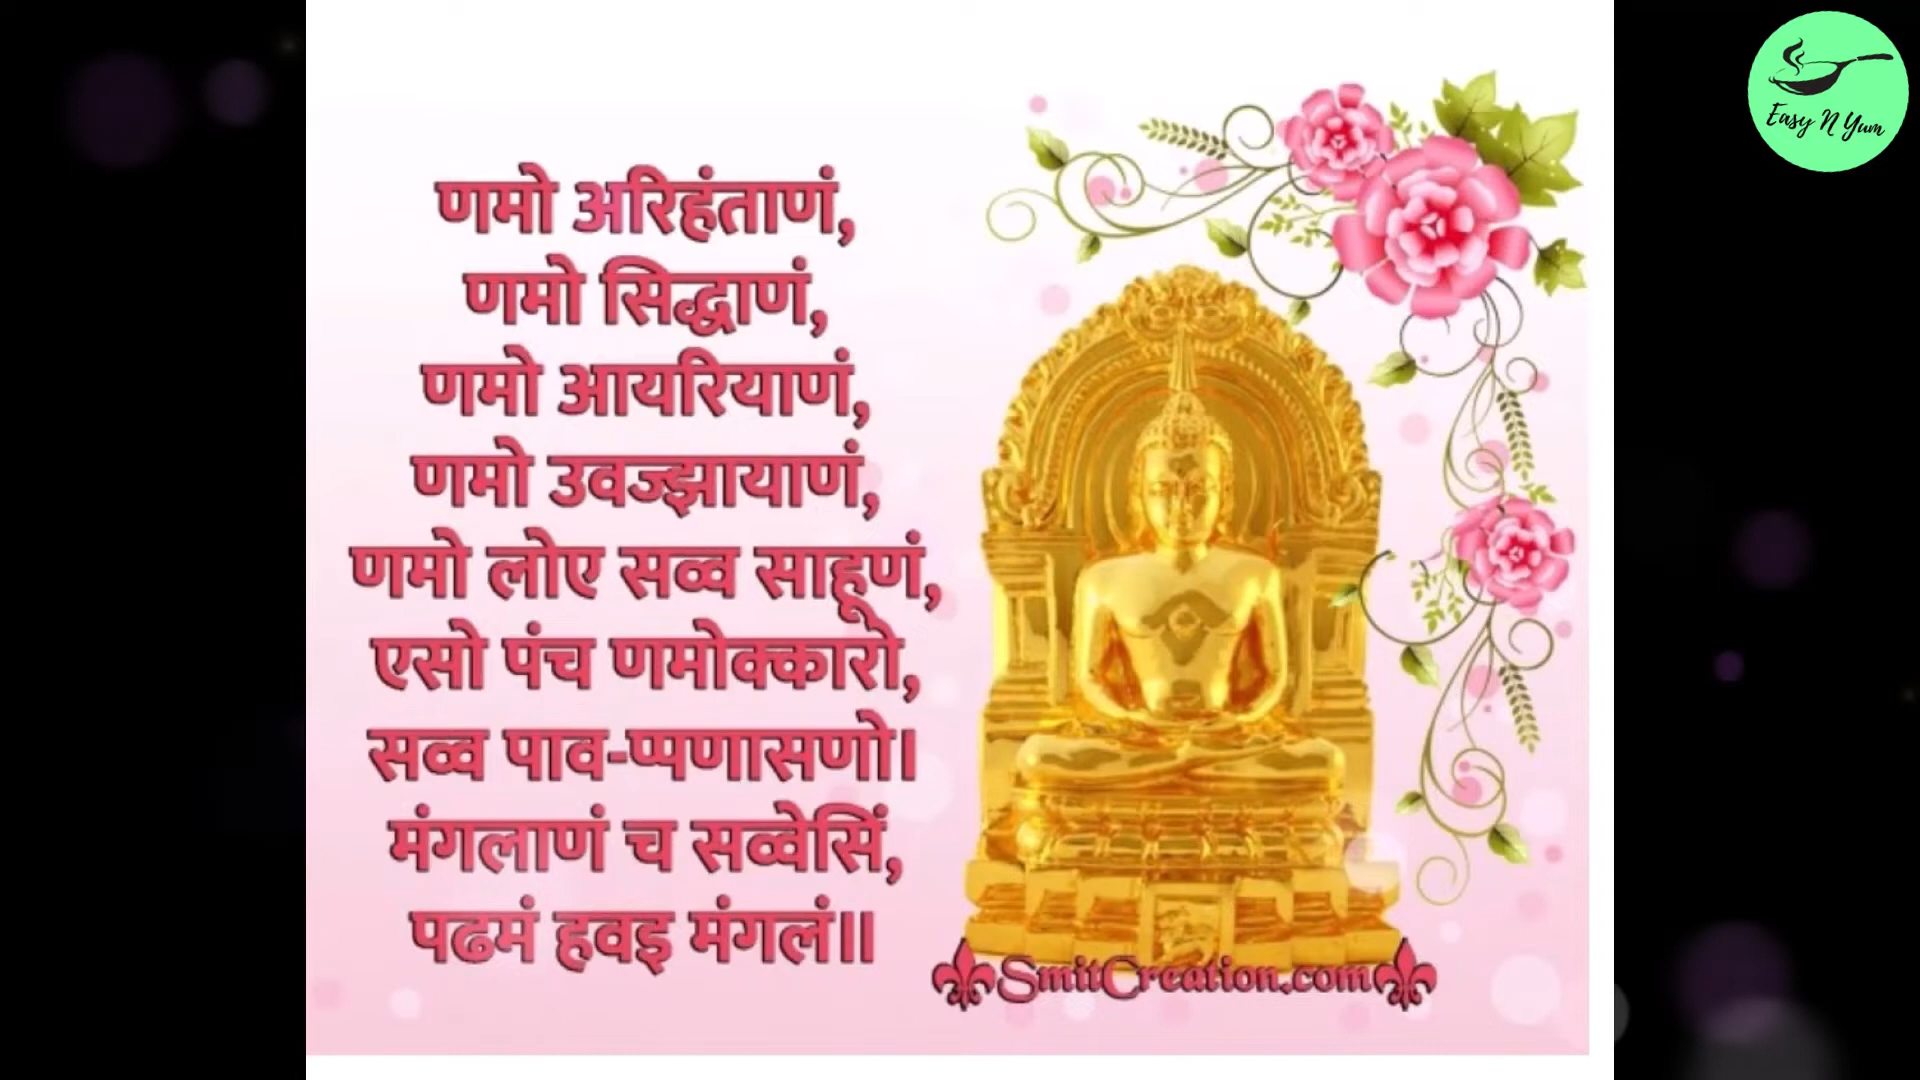 णमो अरिहंताणं,
णमो सिद्धाणं,
णमो आयरियाणं,
णमो उवज्झायाणं,
णमो लोए सव्व साहूणं,
एसो पंच णमोक्कारो,
सव्व पाव-प्पणासणो।
मंगलाणं च सव्वेसिं,
पढमं हवइ मंगलं॥
SmitCreation.com
Easy N Yum